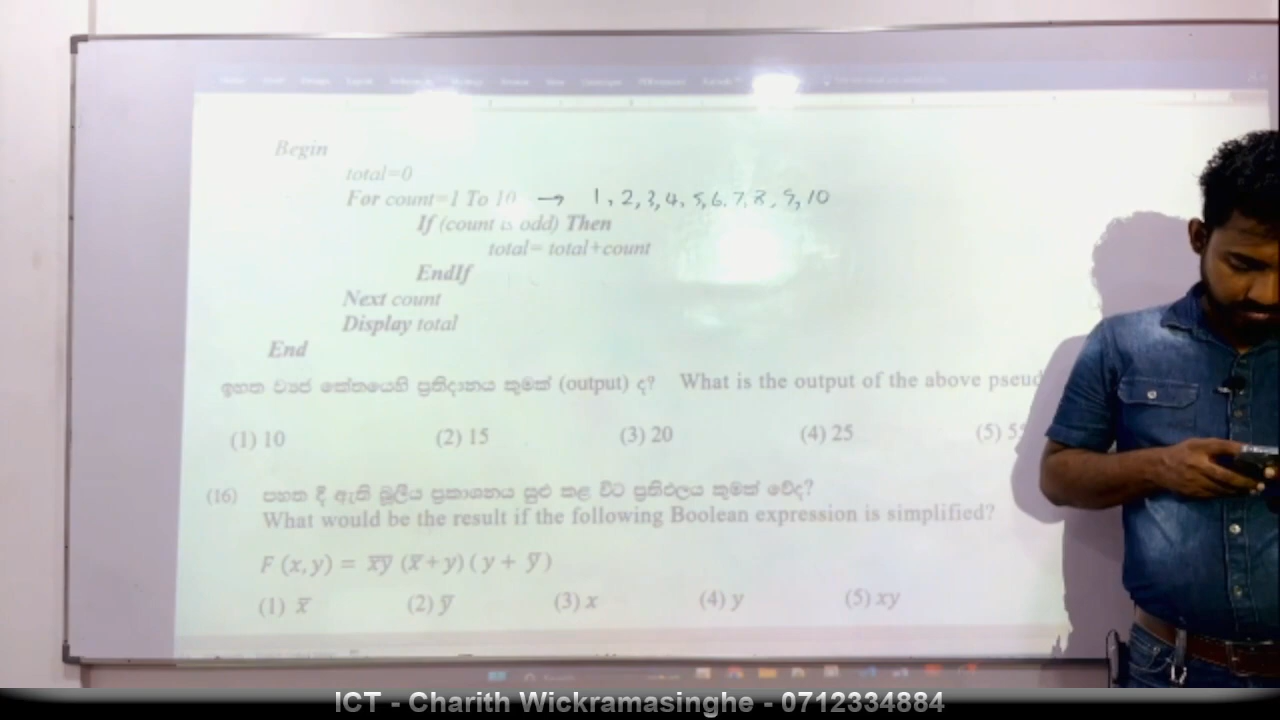 Begin
total=0
For count=1 To 10 → 1, 2, 3, 4, 5, 6, 7, 8, 9, 10
If (count is odd) Then
total= total+count
EndIf
Next count
Display total
End
ඉහත ව්‍යාජ කේතයෙහි ප්‍රතිදානය කුමක් (output) ද? What is the output of the above pseud
(1) 10 (2) 15 (3) 20 (4) 25 (5) 5
(16) පහත දී ඇති බූලීය ප්‍රකාශනය සුළු කළ විට ප්‍රතිඵලය කුමක් වේද?
What would be the result if the following Boolean expression is simplified?
F (x, y) = x̅y̅ (x̅ + y) ( y + y̅ )
(1) x̅ (2) y̅ (3) x (4) y (5) xy
ICT - Charith Wickramasinghe - 0712334884